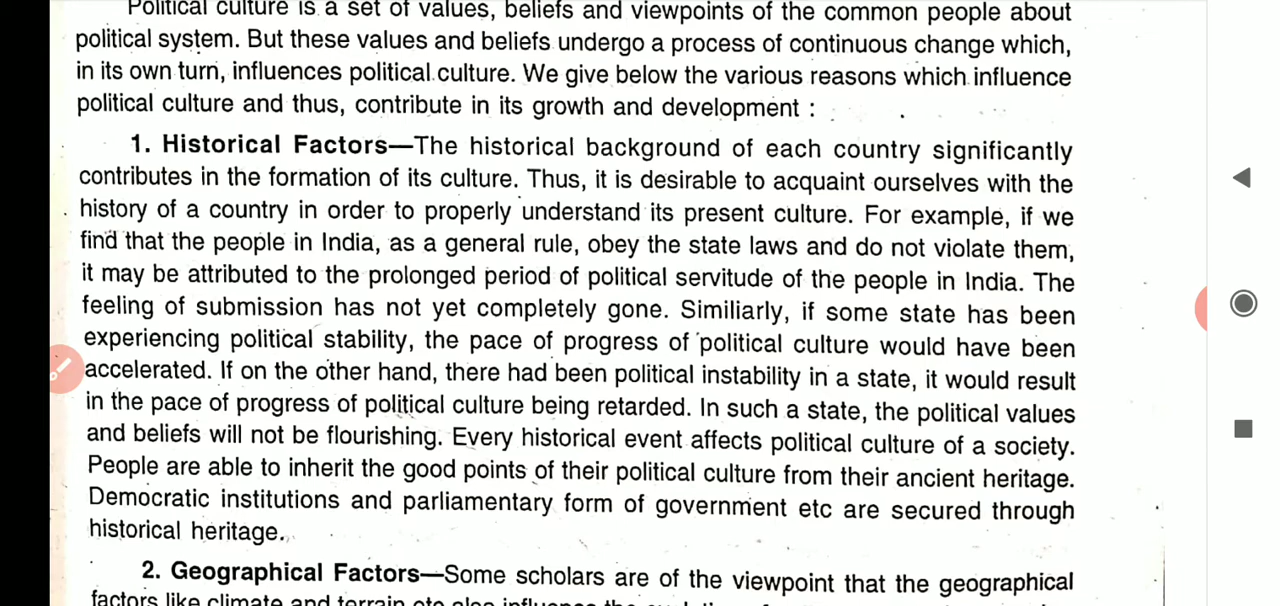 Political culture is a set of values, beliefs and viewpoints of the common people about
political system. But these values and beliefs undergo a process of continuous change which,
in its own turn, influences political culture. We give below the various reasons which influence
political culture and thus, contribute in its growth and development :
1. Historical Factors—The historical background of each country significantly
contributes in the formation of its culture. Thus, it is desirable to acquaint ourselves with the
history of a country in order to properly understand its present culture. For example, if we
find that the people in India, as a general rule, obey the state laws and do not violate them,
it may be attributed to the prolonged period of political servitude of the people in India. The
feeling of submission has not yet completely gone. Similiarly, if some state has been
experiencing political stability, the pace of progress of political culture would have been
accelerated. If on the other hand, there had been political instability in a state, it would result
in the pace of progress of political culture being retarded. In such a state, the political values
and beliefs will not be flourishing. Every historical event affects political culture of a society.
People are able to inherit the good points of their political culture from their ancient heritage.
Democratic institutions and parliamentary form of government etc are secured through
historical heritage.
2. Geographical Factors—Some scholars are of the viewpoint that the geographical
factors like climate and terrain etc also influence the